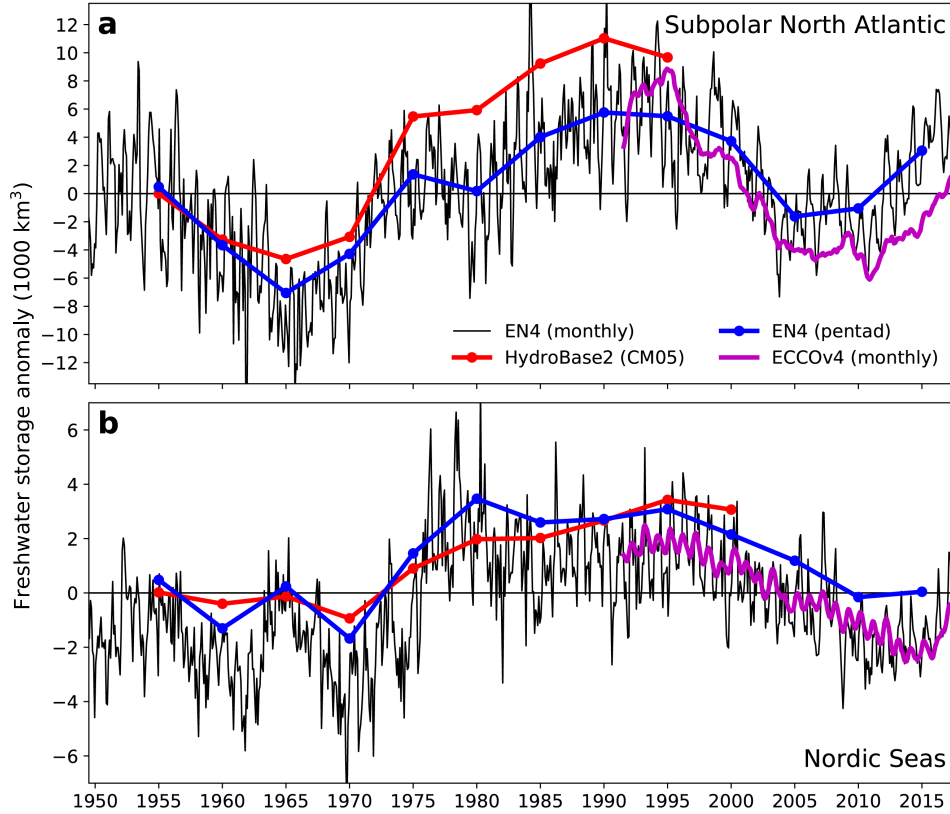 a
Subpolar North Atlantic
12
10
8
6
4
2
0
−2
−4
−6
−8
−10
−12
EN4 (monthly)
HydroBase2 (CM05)
EN4 (pentad)
ECCOv4 (monthly)
Freshwater storage anomaly (1000 km³)
b
6
4
2
0
−2
−4
−6
Nordic Seas
1950 1955 1960 1965 1970 1975 1980 1985 1990 1995 2000 2005 2010 2015